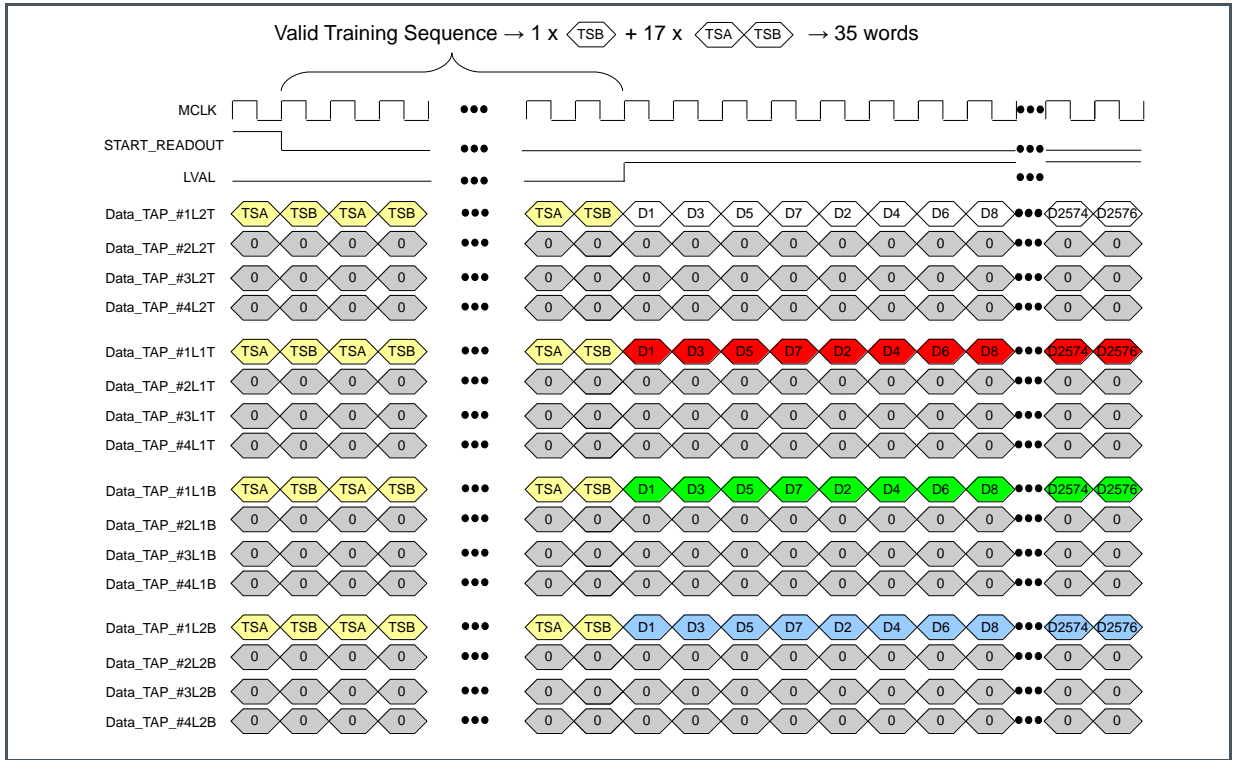 Valid Training Sequence → 1 x TSB + 17 x TSA TSB → 35 words
MCLK
START_READOUT
LVAL
Data_TAP_#1L2T TSA TSB TSA TSB TSA TSB D1 D3 D5 D7 D2 D4 D6 D8 D2574 D2576
Data_TAP_#2L2T 0 0 0 0 0 0 0 0 0 0 0 0 0 0 0 0
Data_TAP_#3L2T 0 0 0 0 0 0 0 0 0 0 0 0 0 0 0 0
Data_TAP_#4L2T 0 0 0 0 0 0 0 0 0 0 0 0 0 0 0 0
Data_TAP_#1L1T TSA TSB TSA TSB TSA TSB D1 D3 D5 D7 D2 D4 D6 D8 D2574 D2576
Data_TAP_#2L1T 0 0 0 0 0 0 0 0 0 0 0 0 0 0 0 0
Data_TAP_#3L1T 0 0 0 0 0 0 0 0 0 0 0 0 0 0 0 0
Data_TAP_#4L1T 0 0 0 0 0 0 0 0 0 0 0 0 0 0 0 0
Data_TAP_#1L1B TSA TSB TSA TSB TSA TSB D1 D3 D5 D7 D2 D4 D6 D8 D2574 D2576
Data_TAP_#2L1B 0 0 0 0 0 0 0 0 0 0 0 0 0 0 0 0
Data_TAP_#3L1B 0 0 0 0 0 0 0 0 0 0 0 0 0 0 0 0
Data_TAP_#4L1B 0 0 0 0 0 0 0 0 0 0 0 0 0 0 0 0
Data_TAP_#1L2B TSA TSB TSA TSB TSA TSB D1 D3 D5 D7 D2 D4 D6 D8 D2574 D2576
Data_TAP_#2L2B 0 0 0 0 0 0 0 0 0 0 0 0 0 0 0 0
Data_TAP_#3L2B 0 0 0 0 0 0 0 0 0 0 0 0 0 0 0 0
Data_TAP_#4L2B 0 0 0 0 0 0 0 0 0 0 0 0 0 0 0 0